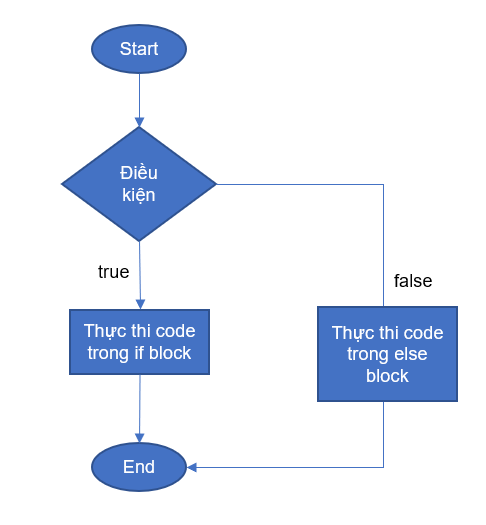 Start
Điều
kiện
true
false
Thực thi code
trong if block
Thực thi code
trong else
block
End